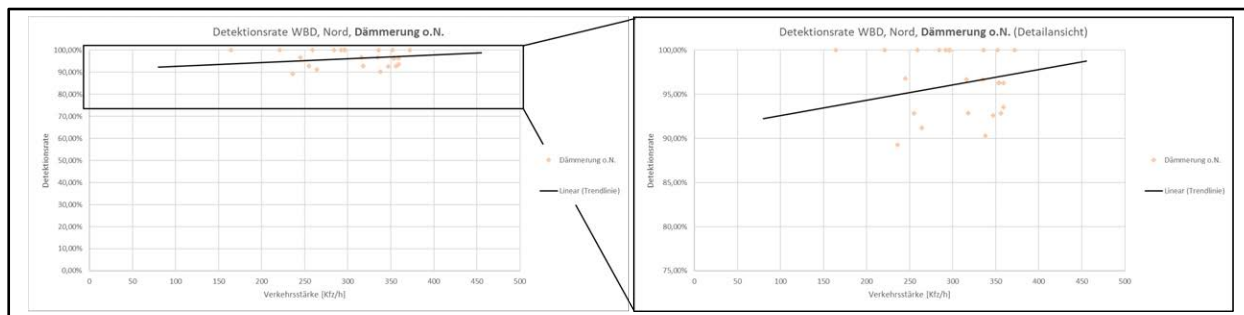 Detektionsrate WBD, Nord, Dämmerung o.N.
100,00%
90,00%
80,00%
70,00%
60,00%
50,00%
40,00%
30,00%
20,00%
10,00%
0,00%
Detektionsrate
0 50 100 150 200 250 300 350 400 450 500
Verkehrsstärke [Kfz/h]
Dämmerung o.N.
Linear (Trendlinie)
Detektionsrate WBD, Nord, Dämmerung o.N. (Detailansicht)
100,00%
95,00%
90,00%
85,00%
80,00%
75,00%
Detektionsrate
0 50 100 150 200 250 300 350 400 450 500
Verkehrsstärke [Kfz/h]
Dämmerung o.N.
Linear (Trendlinie)